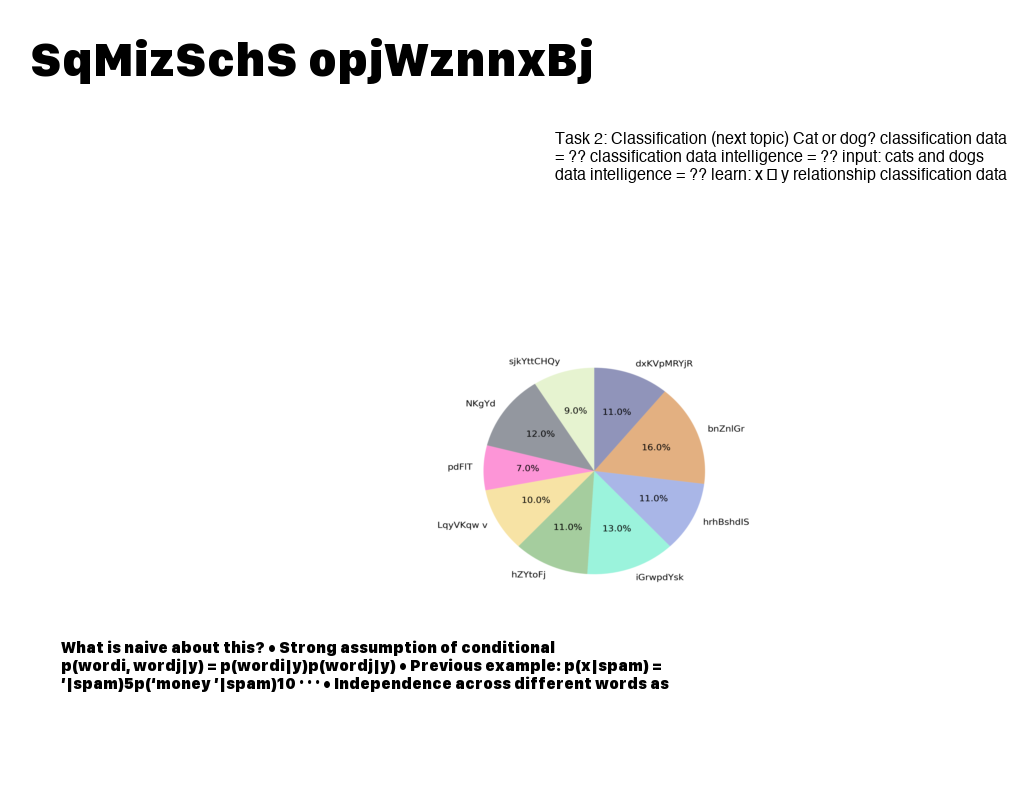 SqMizSchS opjWznnxBj
Task 2: Classification (next topic) Cat or dog? classification data
= ?? classification data intelligence = ?? input: cats and dogs
data intelligence = ?? learn: x □ y relationship classification data
sjkYttCHQy
dxKVpMRYjR
NKgYd
9.0%
11.0%
bnZnIGr
12.0%
16.0%
pdFIT
7.0%
10.0%
11.0%
LqyVKqw v
hrhBshdIS
11.0%
13.0%
hZYtoFj
iGrwpdYsk
What is naive about this? • Strong assumption of conditional
p(wordi, wordj|y) = p(wordi|y)p(wordj|y) • Previous example: p(x|spam) =
’|spam)5p(‘money ’|spam)10 · · · • Independence across different words as